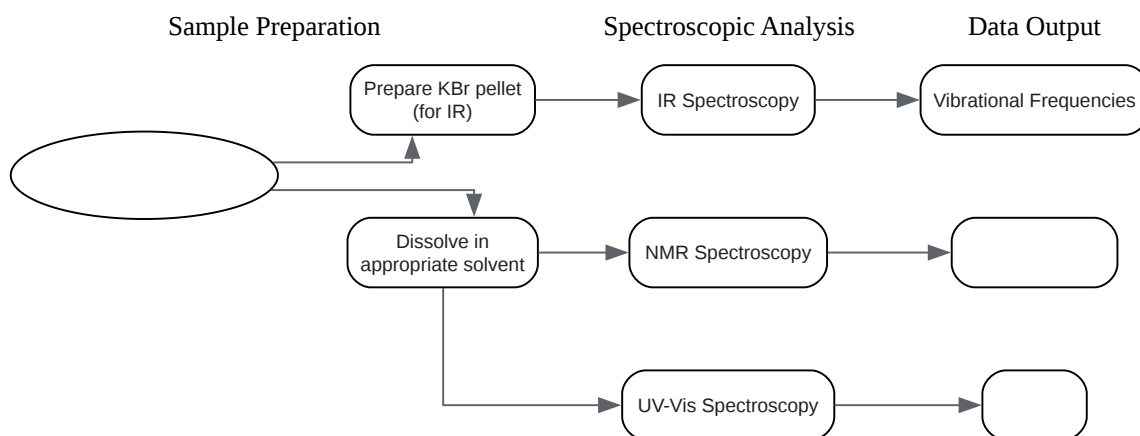 Sample Preparation
Spectroscopic Analysis
Data Output
Prepare KBr pellet
(for IR)
IR Spectroscopy
Vibrational Frequencies
Dissolve in
appropriate solvent
NMR Spectroscopy
UV-Vis Spectroscopy